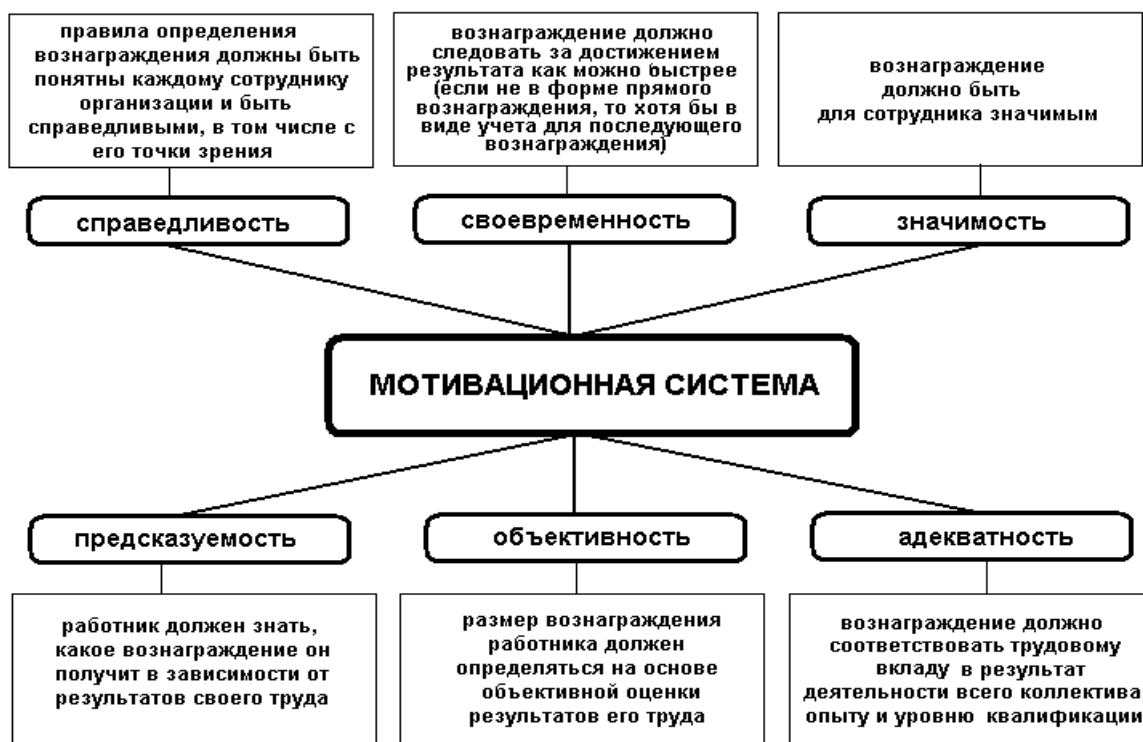 правила определения
вознаграждения должны быть
понятны каждому сотруднику
организации и быть
справедливыми, в том числе с
его точки зрения
вознаграждение должно
следовать за достижением
результата как можно быстрее
(если не в форме прямого
вознаграждения, то хотя бы в
виде учета для последующего
вознаграждения)
вознаграждение
должно быть
для сотрудника значимым
справедливость
своевременность
значимость
МОТИВАЦИОННАЯ СИСТЕМА
предсказуемость
объективность
адекватность
работник должен знать,
какое вознаграждение он
получит в зависимости от
результатов своего труда
размер вознаграждения
работника должен
определяться на основе
объективной оценки
результатов его труда
вознаграждение должно
соответствовать трудовому
вкладу в результат
деятельности всего коллектива,
опыту и уровню квалификации